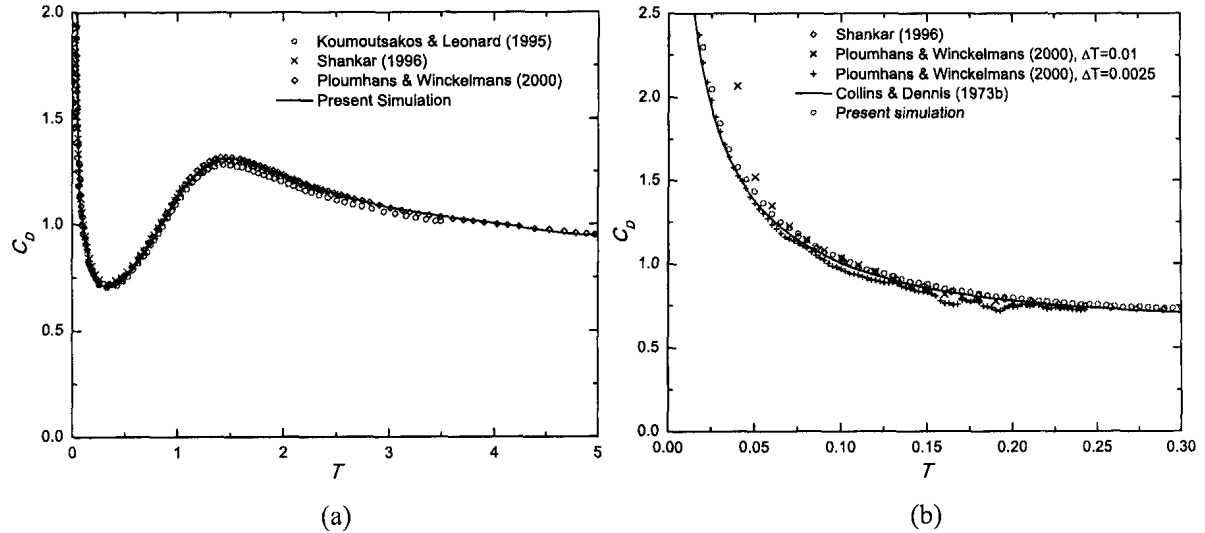 2.0
1.5
1.0
0.5
0.0
C_D
Koumoutsakos & Leonard (1995)
Shankar (1996)
Ploumhans & Winckelmans (2000)
Present Simulation
0 1 2 3 4 5
T
(a)
2.5
2.0
1.5
1.0
0.5
0.0
C_D
Shankar (1996)
Ploumhans & Winckelmans (2000), ΔT=0.01
Ploumhans & Winckelmans (2000), ΔT=0.0025
Collins & Dennis (1973b)
Present simulation
0.00 0.05 0.10 0.15 0.20 0.25 0.30
T
(b)